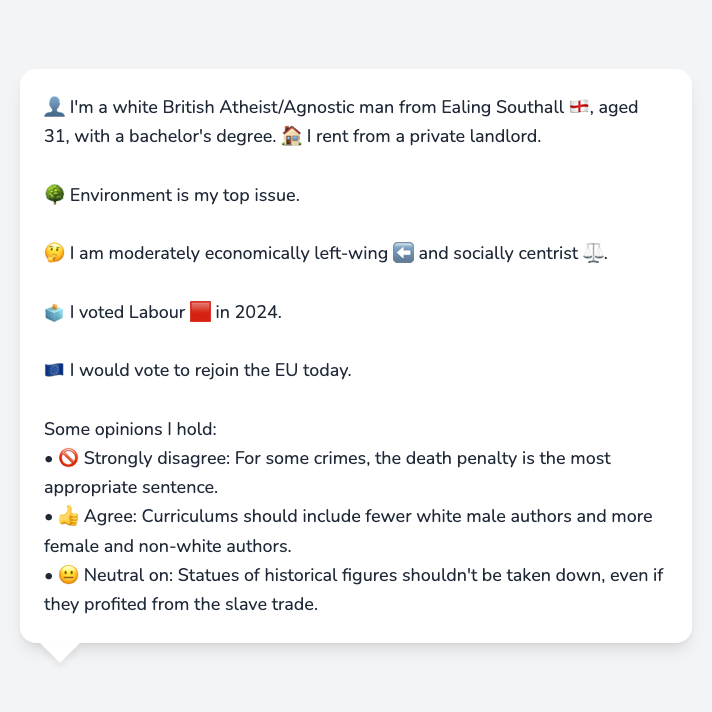 👤 I'm a white British Atheist/Agnostic man from Ealing Southall 🏴󠁧󠁢󠁥󠁮󠁧󠁿, aged
31, with a bachelor's degree. 🏠 I rent from a private landlord.
🌳 Environment is my top issue.
🤔 I am moderately economically left-wing ⬅️ and socially centrist ⚖️.
🗳️ I voted Labour 🟥 in 2024.
🇪🇺 I would vote to rejoin the EU today.
Some opinions I hold:
• 🚫 Strongly disagree: For some crimes, the death penalty is the most
appropriate sentence.
• 👍 Agree: Curriculums should include fewer white male authors and more
female and non-white authors.
• 😐 Neutral on: Statues of historical figures shouldn't be taken down, even if
they profited from the slave trade.